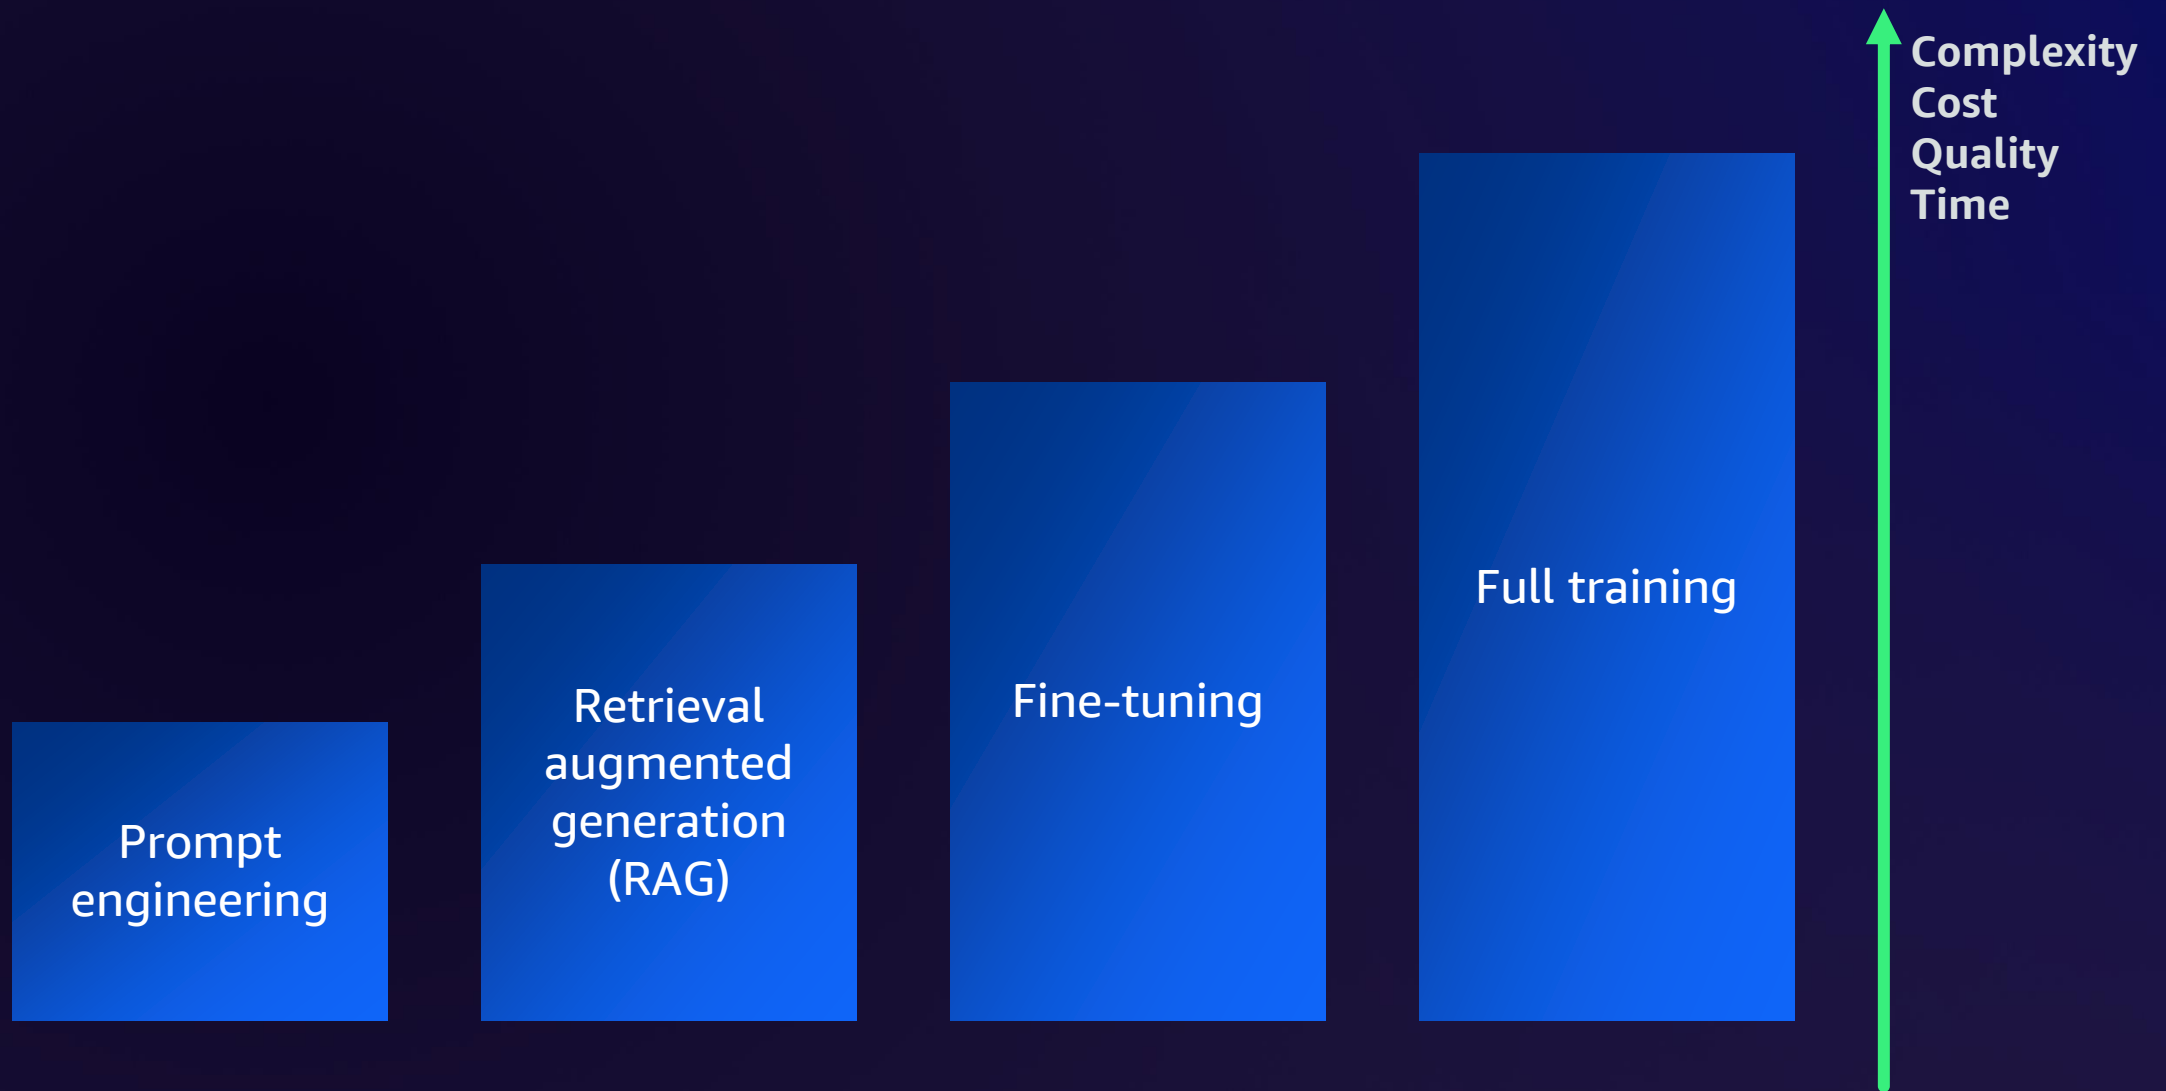 Complexity
Cost
Quality
Time
Prompt
engineering
Retrieval
augmented
generation
(RAG)
Fine-tuning
Full training